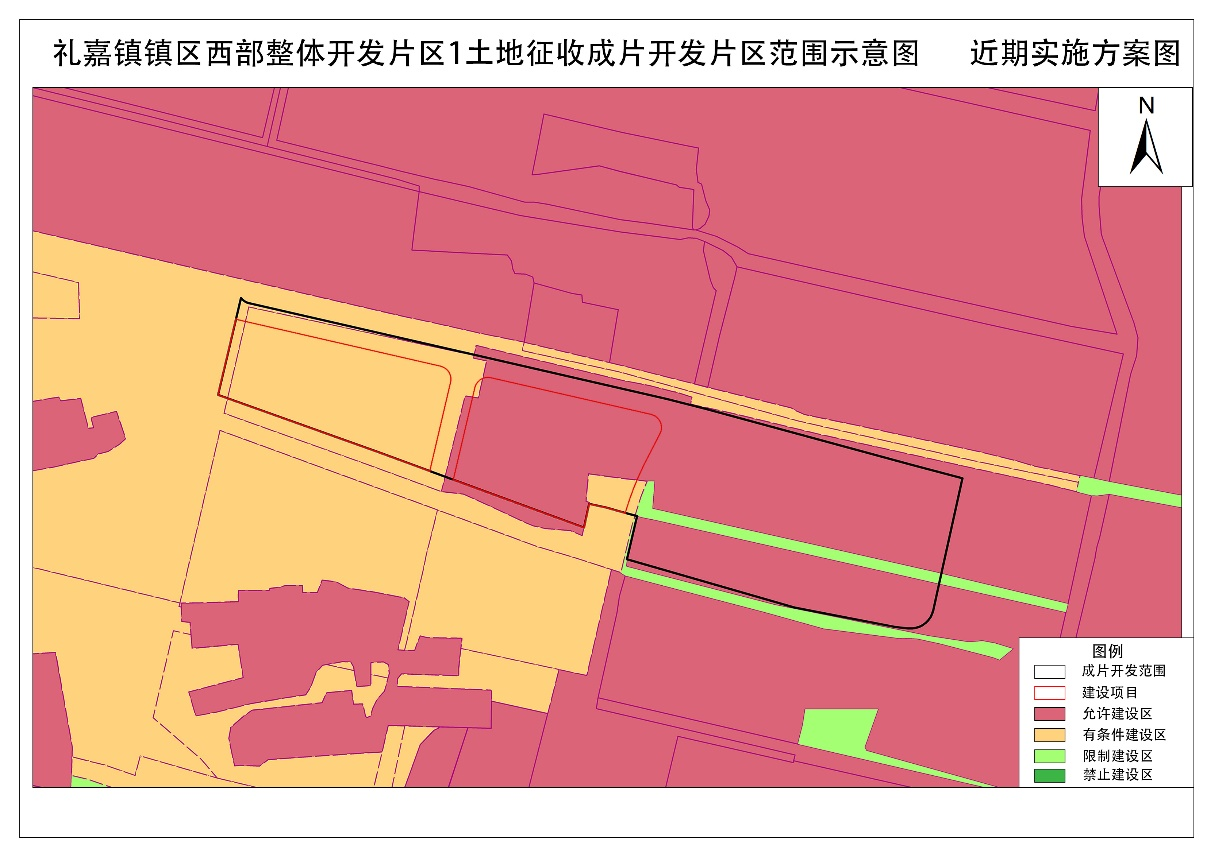 礼嘉镇镇区西部整体开发片区1土地征收成片开发片区范围示意图 近期实施方案图
N
图例
成片开发范围
建设项目
允许建设区
有条件建设区
限制建设区
禁止建设区